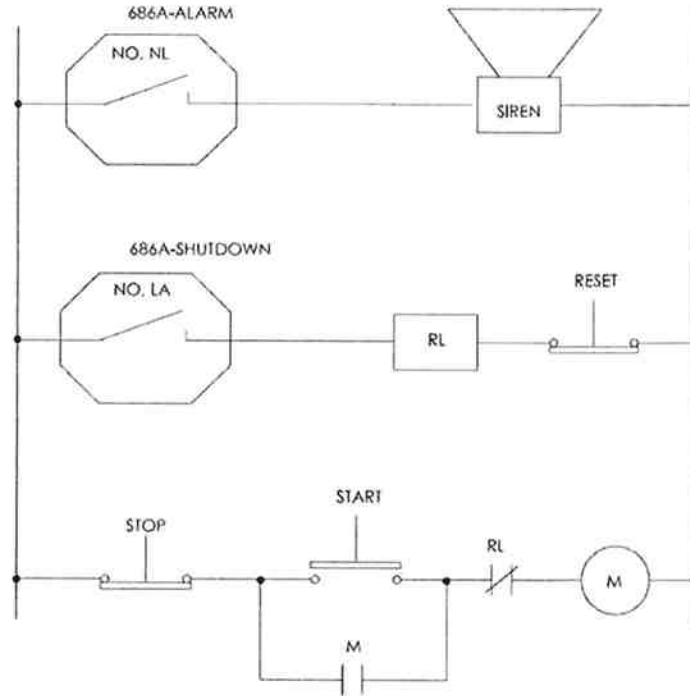 686A-ALARM
NO, NL
SIREN
686A-SHUTDOWN
NO, LA
RESET
RL
START
STOP
RL
M
M